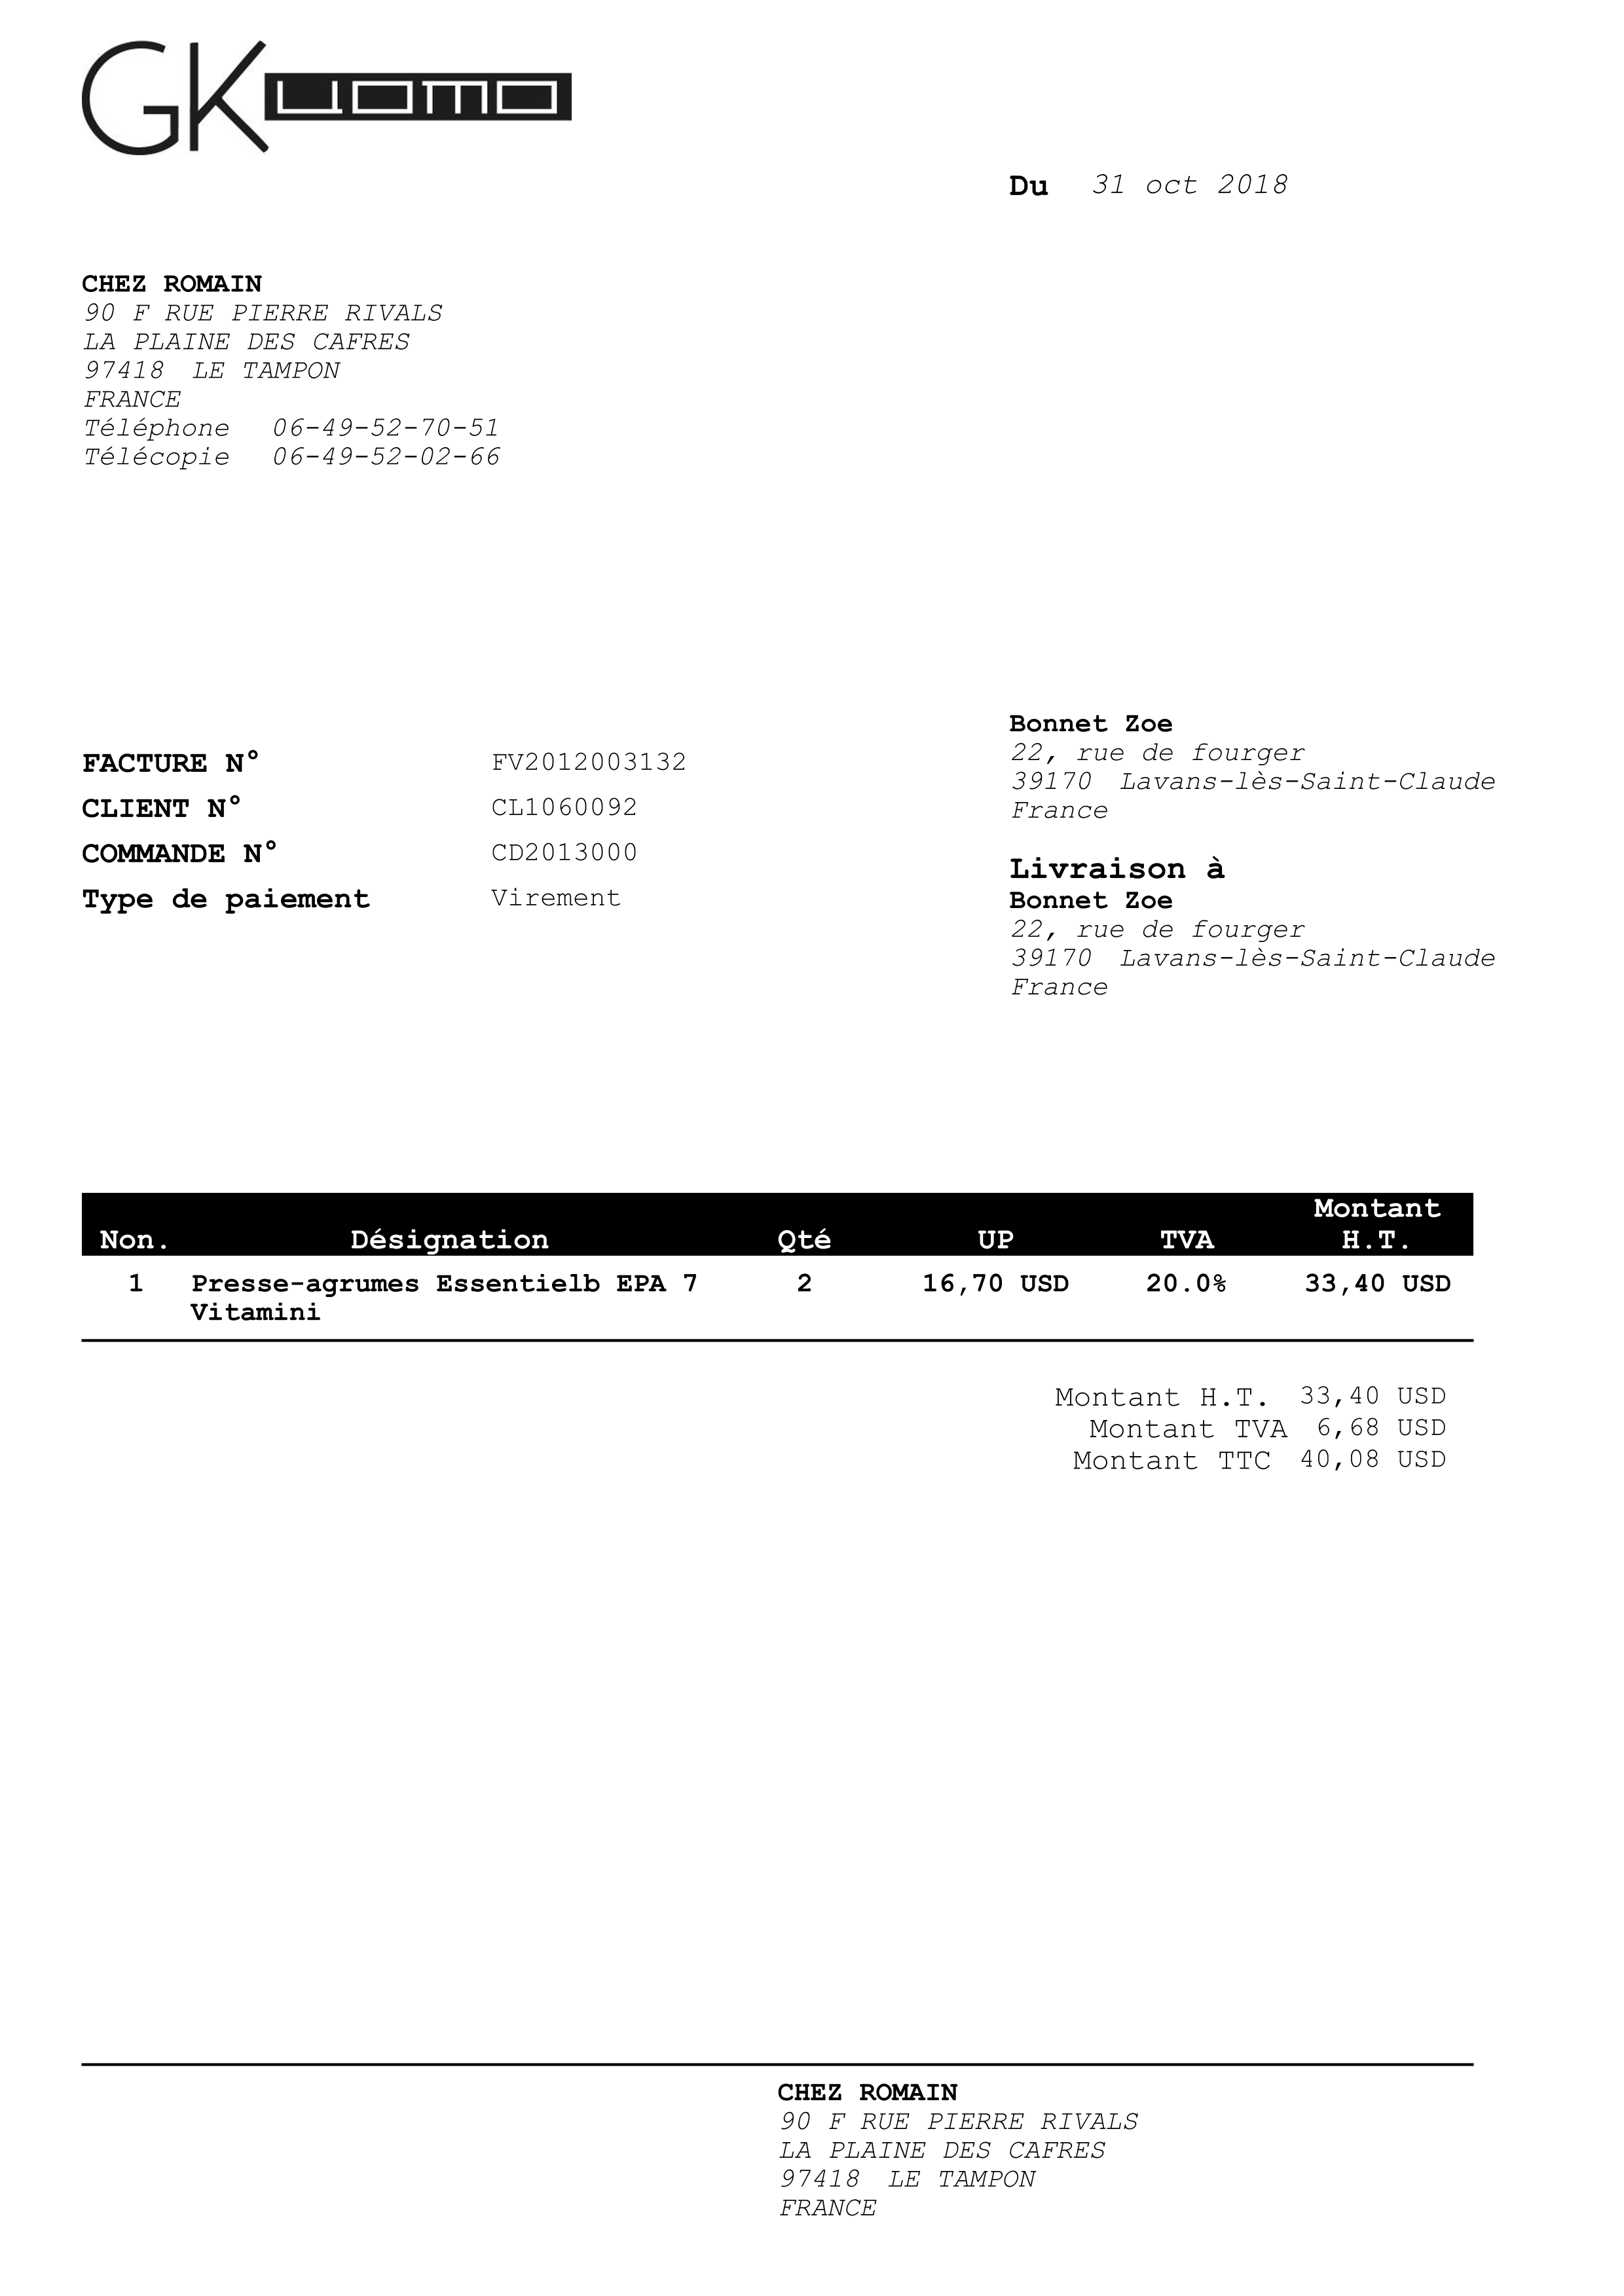 GK UOMO
Du 31 oct 2018
CHEZ ROMAIN
90 F RUE PIERRE RIVALS
LA PLAINE DES CAFRES
97418 LE TAMPON
FRANCE
Téléphone 06-49-52-70-51
Télécopie 06-49-52-02-66
FACTURE N° FV2012003132
CLIENT N° CL1060092
COMMANDE N° CD2013000
Type de paiement Virement
Bonnet Zoe
22, rue de fourger
39170 Lavans-lès-Saint-Claude
France
Livraison à
Bonnet Zoe
22, rue de fourger
39170 Lavans-lès-Saint-Claude
France
Non. Désignation Qté UP TVA Montant H.T.
1 Presse-agrumes Essentielb EPA 7 2 16,70 USD 20.0% 33,40 USD
Vitamini
Montant H.T. 33,40 USD
Montant TVA 6,68 USD
Montant TTC 40,08 USD
CHEZ ROMAIN
90 F RUE PIERRE RIVALS
LA PLAINE DES CAFRES
97418 LE TAMPON
FRANCE